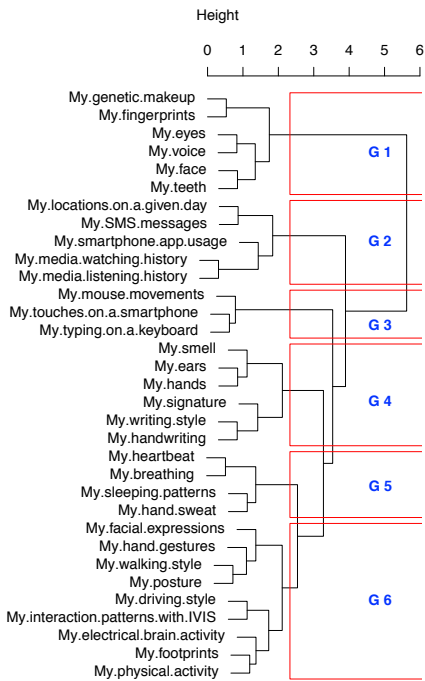 Height
0 1 2 3 4 5 6
My.genetic.makeup
My.fingerprints
My.eyes
My.voice
My.face
My.teeth
G 1
My.locations.on.a.given.day
My.SMS.messages
My.smartphone.app.usage
My.media.watching.history
My.media.listening.history
G 2
My.mouse.movements
My.touches.on.a.smartphone
My.typing.on.a.keyboard
G 3
My.smell
My.ears
My.hands
My.signature
My.writing.style
My.handwriting
G 4
My.heartbeat
My.breathing
My.sleeping.patterns
My.hand.sweat
G 5
My.facial.expressions
My.hand.gestures
My.walking.style
My.posture
My.driving.style
My.interaction.patterns.with.IVIS
My.electrical.brain.activity
My.footprints
My.physical.activity
G 6